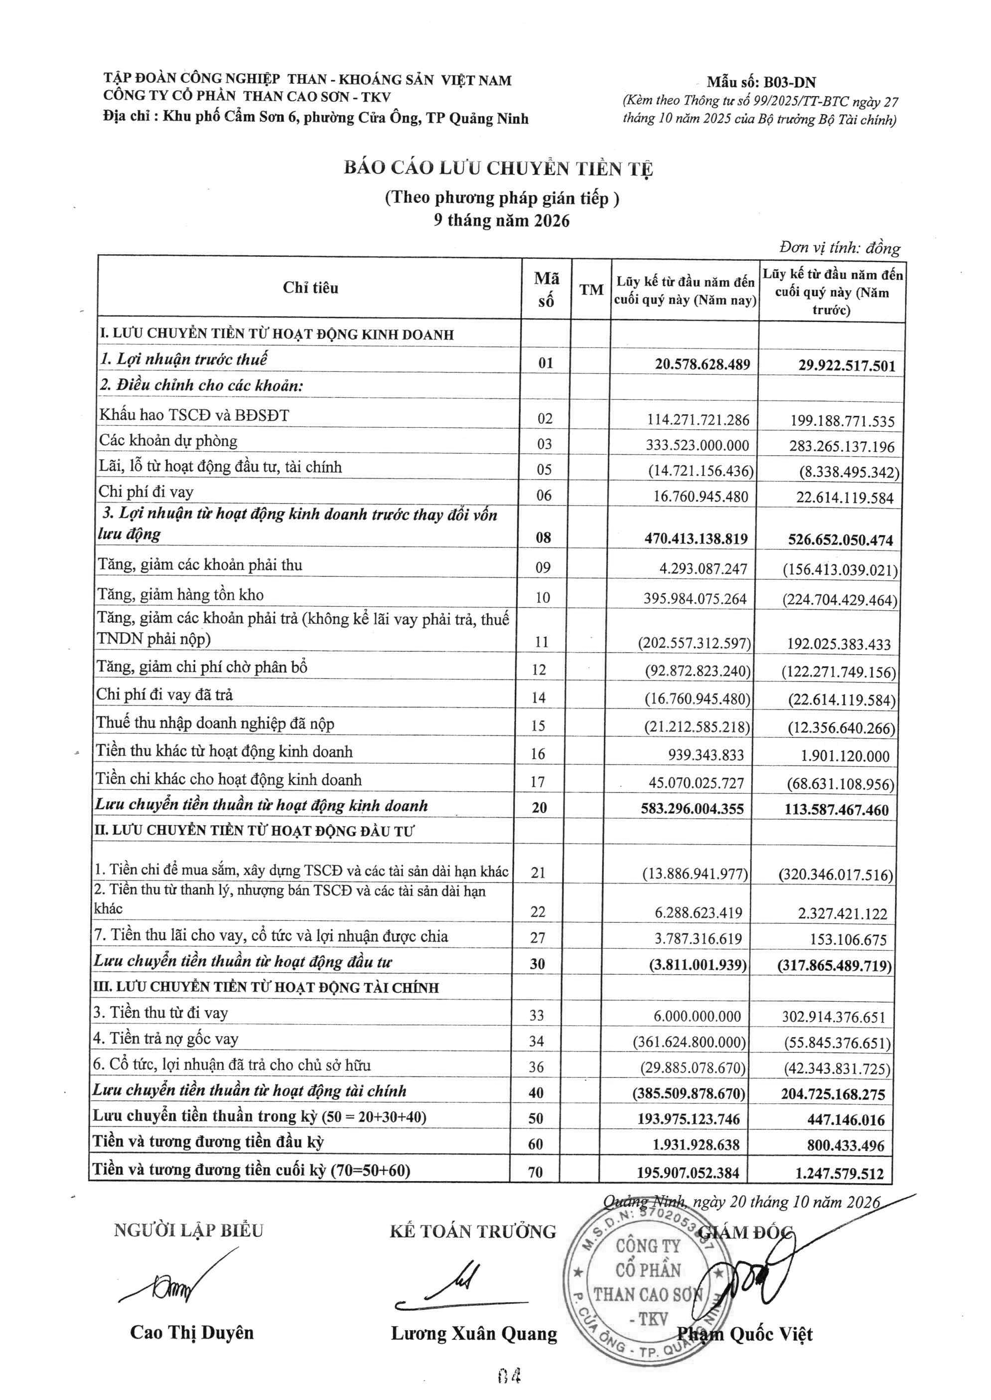 TẬP ĐOÀN CÔNG NGHIỆP THAN - KHOÁNG SẢN VIỆT NAM
CÔNG TY CỔ PHẦN THAN CAO SƠN - TKV
Địa chỉ : Khu phố Cẩm Sơn 6, phường Cửa Ông, TP Quảng Ninh
Mẫu số: B03-DN
(Kèm theo Thông tư số 99/2025/TT-BTC ngày 27
tháng 10 năm 2025 của Bộ trưởng Bộ Tài chính)
BÁO CÁO LƯU CHUYỂN TIỀN TỆ
(Theo phương pháp gián tiếp )
9 tháng năm 2026
Đơn vị tính: đồng
Chỉ tiêu Mã số TM Lũy kế từ đầu năm đến cuối quý này (Năm nay) Lũy kế từ đầu năm đến cuối quý này (Năm trước)
I. LƯU CHUYỂN TIỀN TỪ HOẠT ĐỘNG KINH DOANH
1. Lợi nhuận trước thuế 01 20.578.628.489 29.922.517.501
2. Điều chỉnh cho các khoản:
Khấu hao TSCĐ và BĐSĐT 02 114.271.721.286 199.188.771.535
Các khoản dự phòng 03 333.523.000.000 283.265.137.196
Lãi, lỗ từ hoạt động đầu tư, tài chính 05 (14.721.156.436) (8.338.495.342)
Chi phí đi vay 06 16.760.945.480 22.614.119.584
3. Lợi nhuận từ hoạt động kinh doanh trước thay đổi vốn
lưu động 08 470.413.138.819 526.652.050.474
Tăng, giảm các khoản phải thu 09 4.293.087.247 (156.413.039.021)
Tăng, giảm hàng tồn kho 10 395.984.075.264 (224.704.429.464)
Tăng, giảm các khoản phải trả (không kể lãi vay phải trả, thuế
TNDN phải nộp) 11 (202.557.312.597) 192.025.383.433
Tăng, giảm chi phí chờ phân bổ 12 (92.872.823.240) (122.271.749.156)
Chi phí đi vay đã trả 14 (16.760.945.480) (22.614.119.584)
Thuế thu nhập doanh nghiệp đã nộp 15 (21.212.585.218) (12.356.640.266)
Tiền thu khác từ hoạt động kinh doanh 16 939.343.833 1.901.120.000
Tiền chi khác cho hoạt động kinh doanh 17 45.070.025.727 (68.631.108.956)
Lưu chuyển tiền thuần từ hoạt động kinh doanh 20 583.296.004.355 113.587.467.460
II. LƯU CHUYỂN TIỀN TỪ HOẠT ĐỘNG ĐẦU TƯ
1. Tiền chi để mua sắm, xây dựng TSCĐ và các tài sản dài hạn khác 21 (13.886.941.977) (320.346.017.516)
2. Tiền thu từ thanh lý, nhượng bán TSCĐ và các tài sản dài hạn
khác 22 6.288.623.419 2.327.421.122
7. Tiền thu lãi cho vay, cổ tức và lợi nhuận được chia 27 3.787.316.619 153.106.675
Lưu chuyển tiền thuần từ hoạt động đầu tư 30 (3.811.001.939) (317.865.489.719)
III. LƯU CHUYỂN TIỀN TỪ HOẠT ĐỘNG TÀI CHÍNH
3. Tiền thu từ đi vay 33 6.000.000.000 302.914.376.651
4. Tiền trả nợ gốc vay 34 (361.624.800.000) (55.845.376.651)
6. Cổ tức, lợi nhuận đã trả cho chủ sở hữu 36 (29.885.078.670) (42.343.831.725)
Lưu chuyển tiền thuần từ hoạt động tài chính 40 (385.509.878.670) 204.725.168.275
Lưu chuyển tiền thuần trong kỳ (50 = 20+30+40) 50 193.975.123.746 447.146.016
Tiền và tương đương tiền đầu kỳ 60 1.931.928.638 800.433.496
Tiền và tương đương tiền cuối kỳ (70=50+60) 70 195.907.052.384 1.247.579.512
Quảng Ninh, ngày 20 tháng 10 năm 2026
NGƯỜI LẬP BIỂU KẾ TOÁN TRƯỞNG GIÁM ĐỐC
M.S.D.N: 5702053837
CÔNG TY
CỔ PHẦN
THAN CAO SƠN
- TKV
P. CỬA ÔNG - TP. QUẢNG NINH
Cao Thị Duyên Lương Xuân Quang Phạm Quốc Việt
04